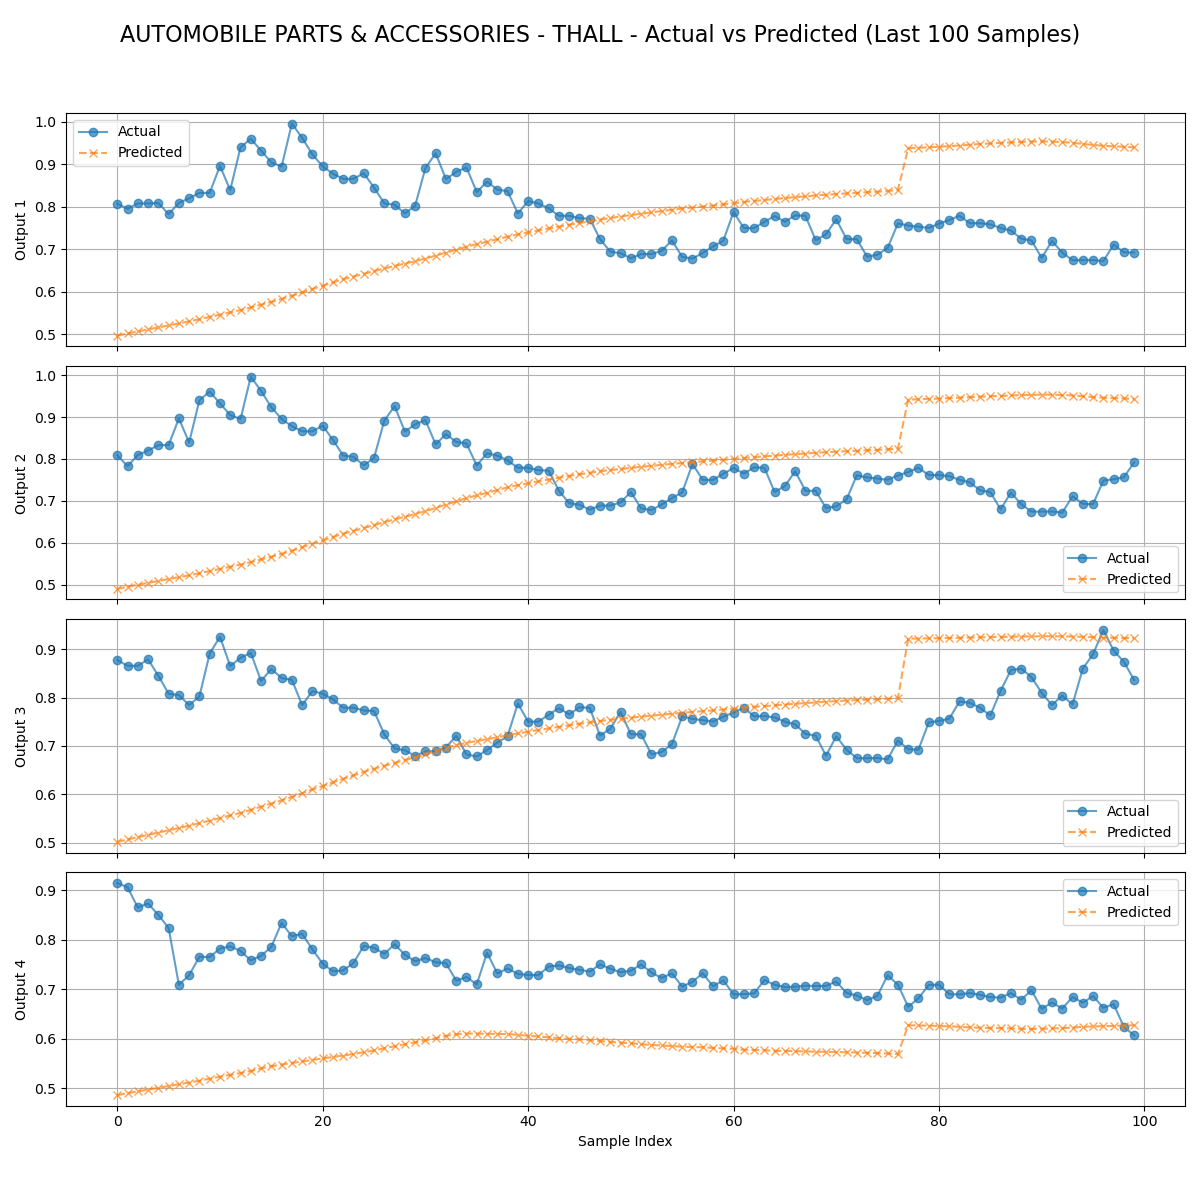 AUTOMOBILE PARTS & ACCESSORIES - THALL - Actual vs Predicted (Last 100 Samples)
1.0
0.9
0.8
0.7
0.6
0.5
Output 1
Actual
Predicted
1.0
0.9
0.8
0.7
0.6
0.5
Output 2
Actual
Predicted
0.9
0.8
0.7
0.6
0.5
Output 3
Actual
Predicted
0.9
0.8
0.7
0.6
0.5
Output 4
Actual
Predicted
0 20 40 60 80 100
Sample Index